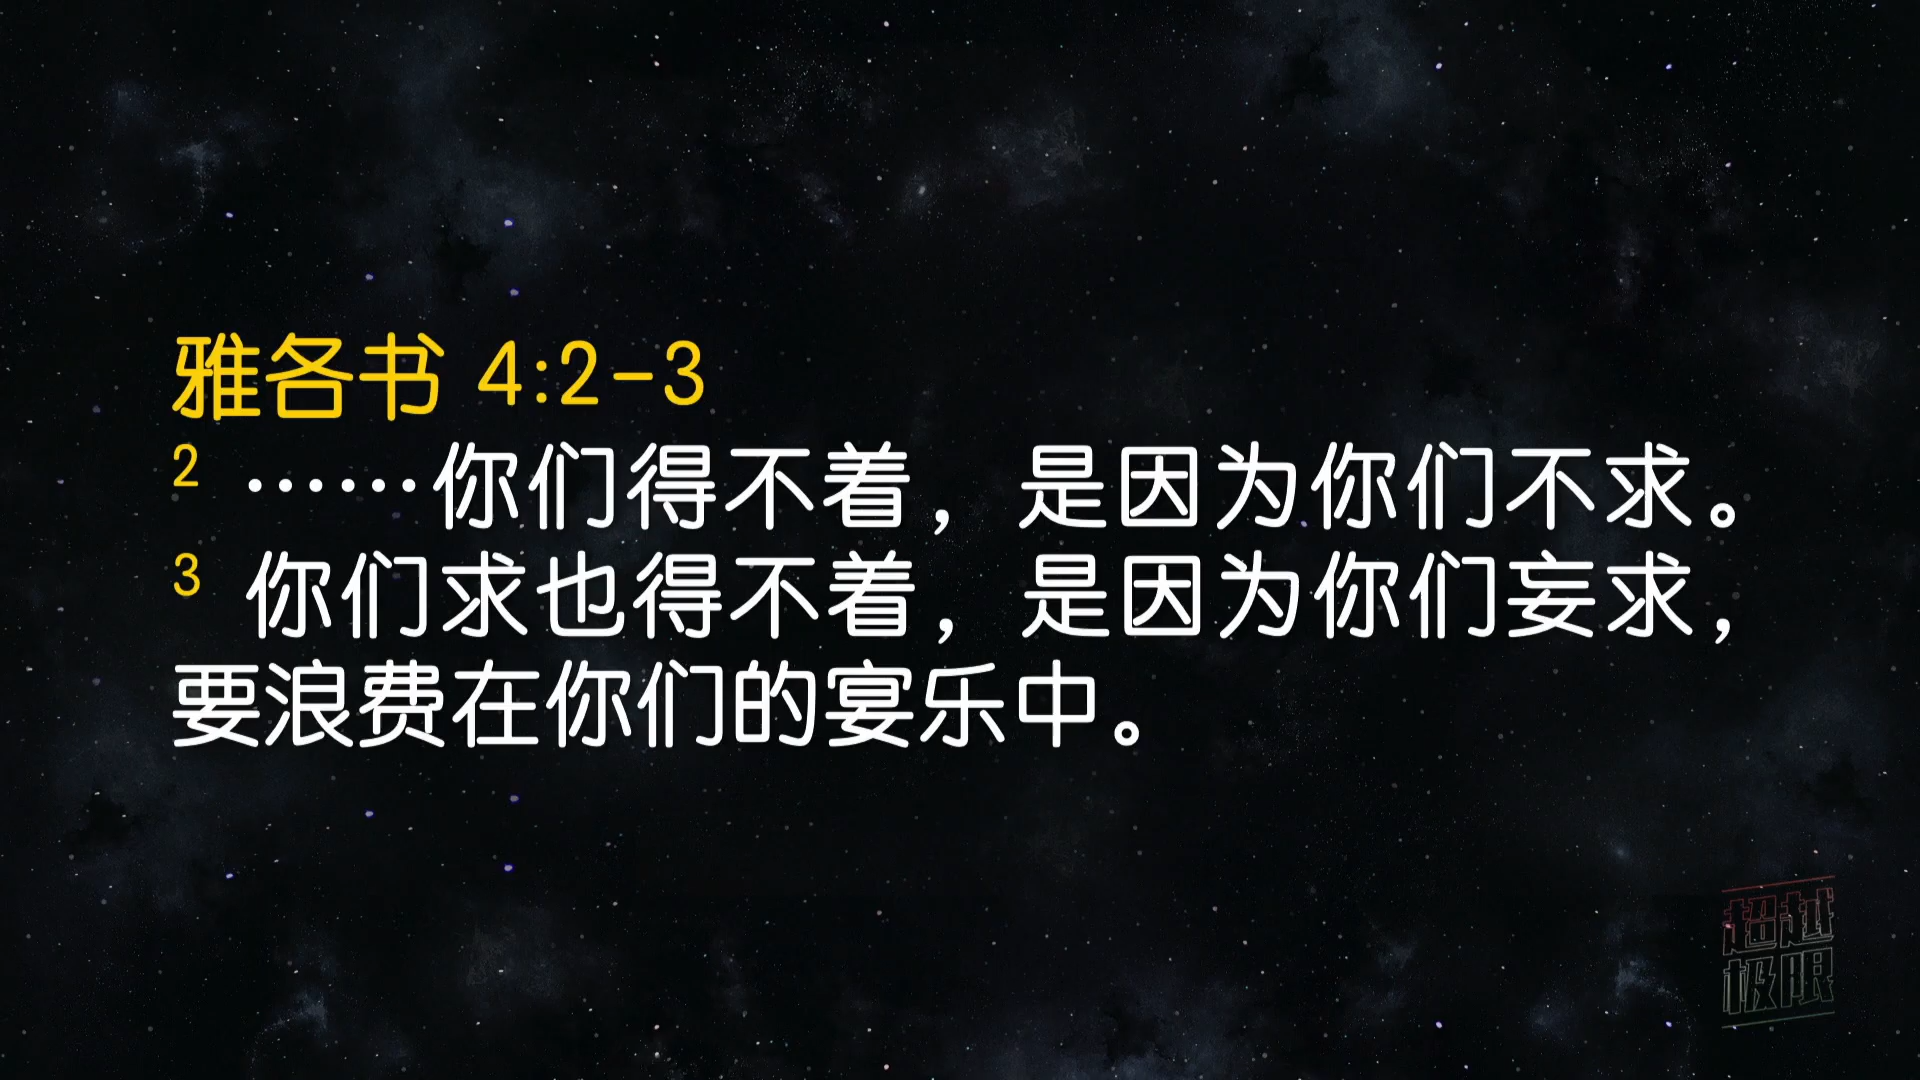 雅各书 4:2-3
2 ……你们得不着，是因为你们不求。
3 你们求也得不着，是因为你们妄求，
要浪费在你们的宴乐中。
超越
极限